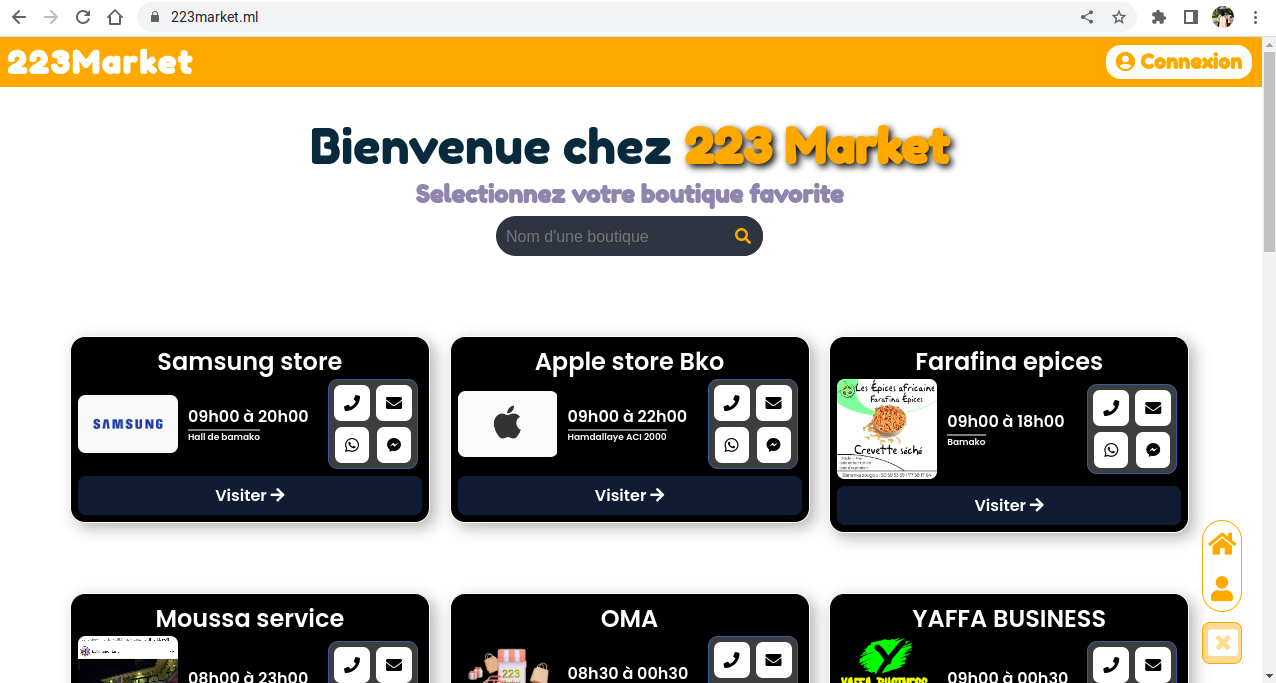 223market.ml
223Market
Connexion
Bienvenue chez 223 Market
Selectionnez votre boutique favorite
Nom d'une boutique
Samsung store
SAMSUNG
09h00 à 20h00
Hall de bamako
Visiter
Apple store Bko
09h00 à 22h00
Hamdallaye ACI 2000
Visiter
Farafina epices
Les Épices africaine
Farafina Épices
Crevette séché
09h00 à 18h00
Bamako
Visiter
Moussa service
08h00 à 23h00
OMA
223
Market
08h30 à 00h30
YAFFA BUSINESS
YAFFA BUSINESS
09h00 à 00h30